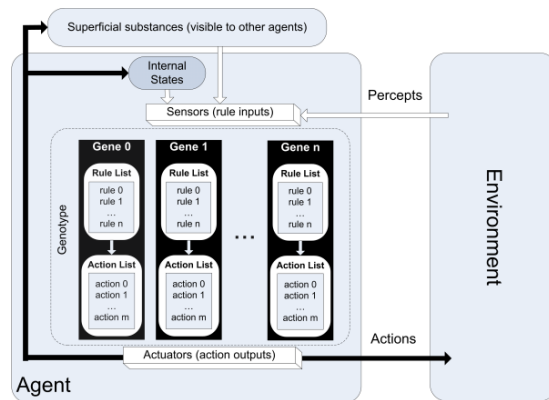 Superficial substances (visible to other agents)
Internal
States
Sensors (rule inputs)
Percepts
Genotype
Gene 0
Rule List
rule 0
rule 1
...
rule n
Action List
action 0
action 1
...
action m
Gene 1
Rule List
rule 0
rule 1
...
rule n
Action List
action 0
action 1
...
action m
...
Gene n
Rule List
rule 0
rule 1
...
rule n
Action List
action 0
action 1
...
action m
Environment
Actuators (action outputs)
Actions
Agent